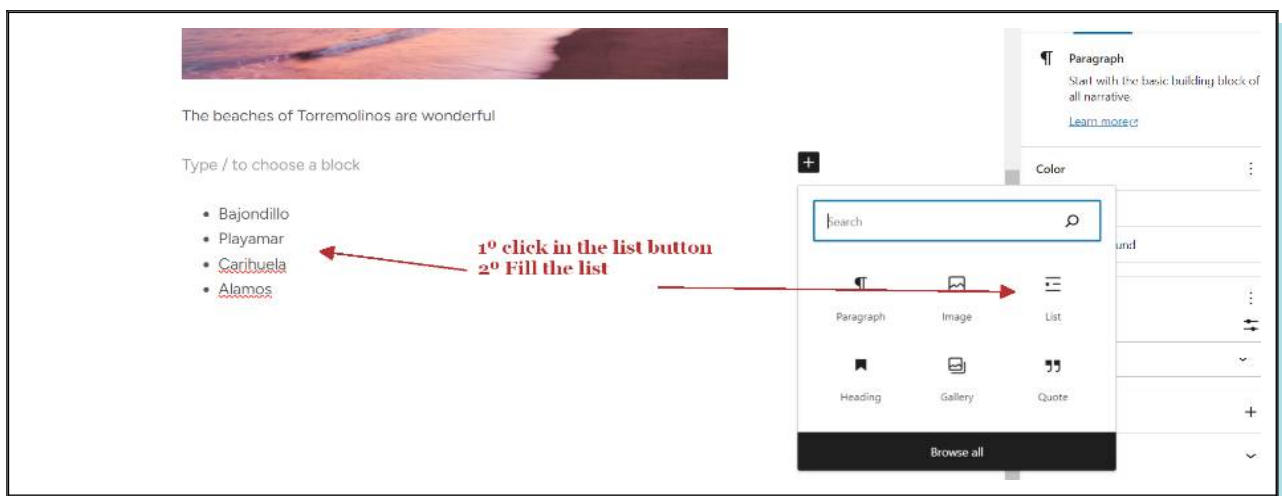 The beaches of Torremolinos are wonderful
Type / to choose a block
Bajondillo
Playamar
Carihuela
Alamos
1º click in the list button
2º Fill the list
Search
Paragraph
Image
List
Heading
Gallery
Quote
Browse all
Paragraph
Start with the basic building block of
all narrative.
Learn more
Color
und